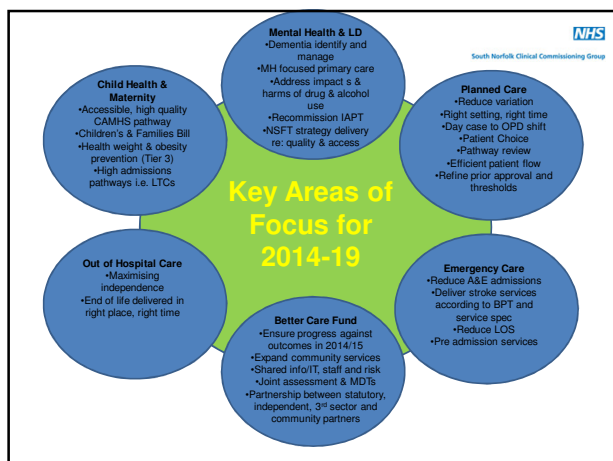 NHS
South Norfolk Clinical Commissioning Group
Mental Health & LD
•Dementia identify and
manage
•MH focused primary care
•Address impact s &
harms of drug & alcohol
use
•Recommission IAPT
•NSFT strategy delivery
re: quality & access
Child Health &
Maternity
•Accessible, high quality
CAMHS pathway
•Children's & Families Bill
•Health weight & obesity
prevention (Tier 3)
•High admissions
pathways i.e. LTCs
Planned Care
•Reduce variation
•Right setting, right time
•Day case to OPD shift
•Patient Choice
•Pathway review
•Efficient patient flow
•Refine prior approval and
thresholds
Key Areas of
Focus for
2014-19
Out of Hospital Care
•Maximising
independence
•End of life delivered in
right place, right time
Emergency Care
•Reduce A&E admissions
•Deliver stroke services
according to BPT and
service spec
•Reduce LOS
•Pre admission services
Better Care Fund
•Ensure progress against
outcomes in 2014/15
•Expand community services
•Shared info/IT, staff and risk
•Joint assessment & MDTs
•Partnership between statutory,
independent, 3rd sector and
community partners